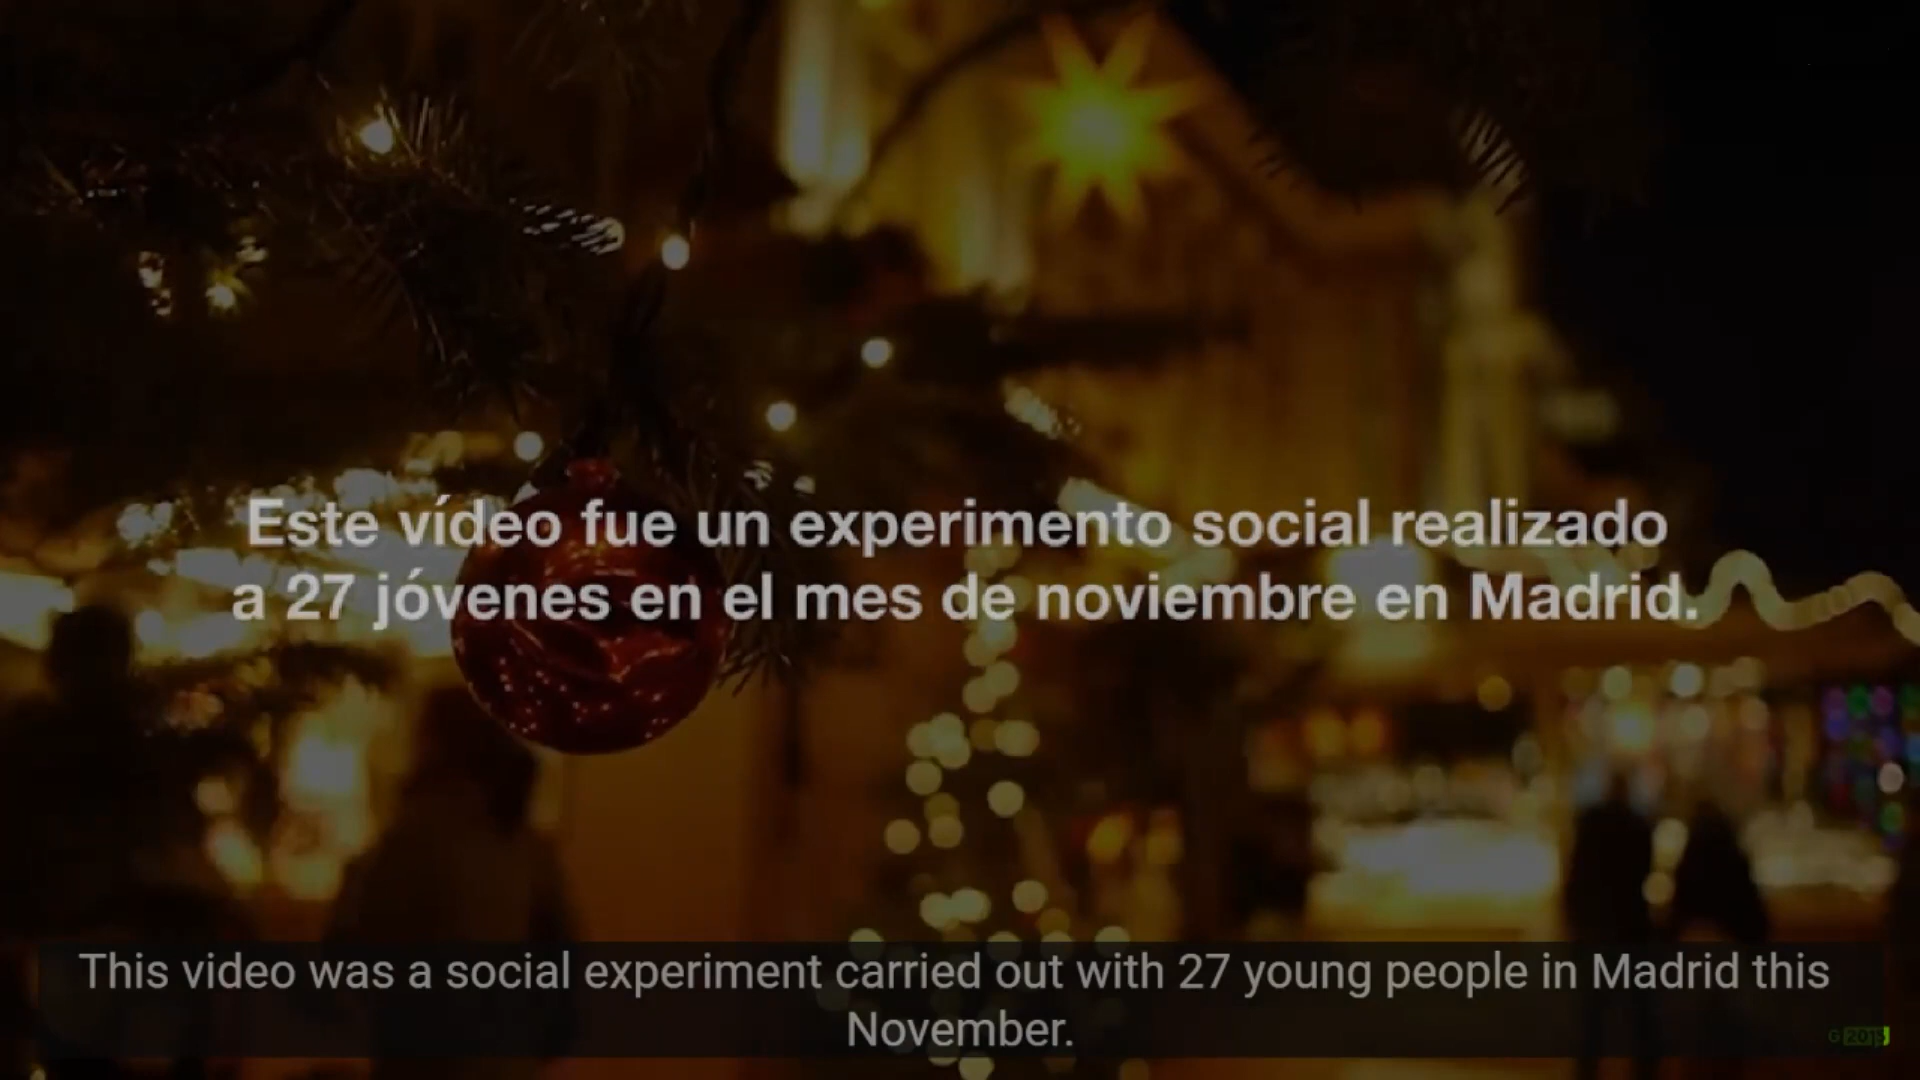 Este vídeo fue un experimento social realizado
a 27 jóvenes en el mes de noviembre en Madrid.
This video was a social experiment carried out with 27 young people in Madrid this
November.